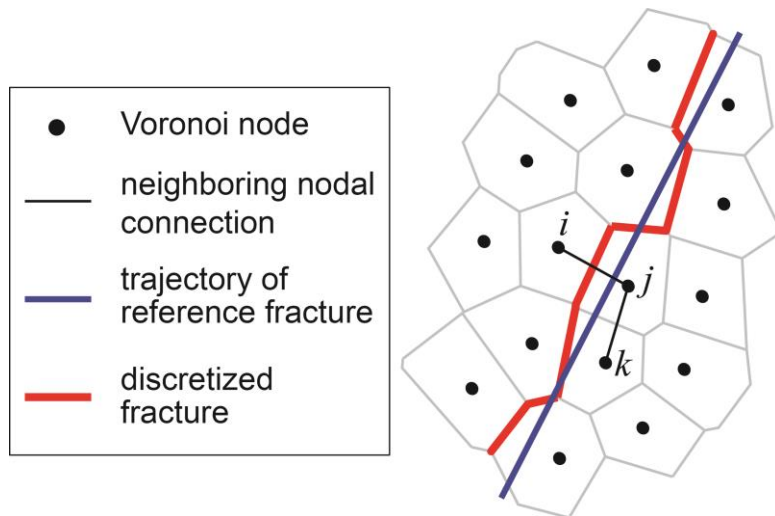 Voronoi node
neighboring nodal
connection
trajectory of
reference fracture
discretized
fracture
i
j
k